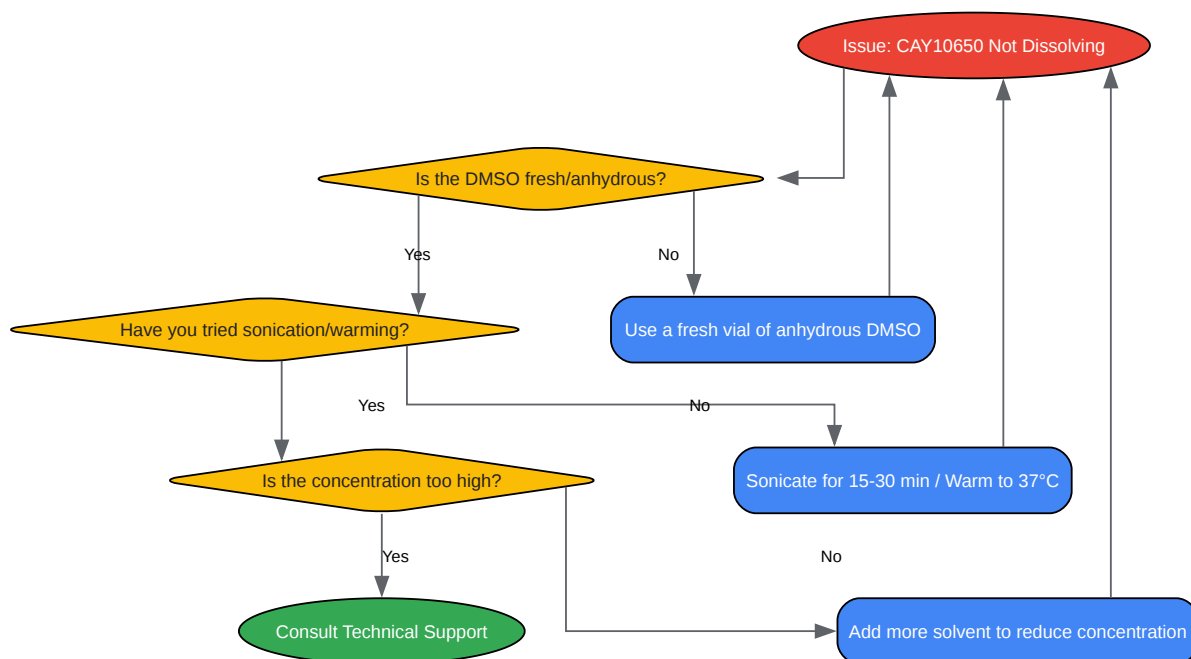 Issue: CAY10650 Not Dissolving
Is the DMSO fresh/anhydrous?
Yes
No
Have you tried sonication/warming?
Use a fresh vial of anhydrous DMSO
Yes
No
Is the concentration too high?
Sonicate for 15-30 min / Warm to 37°C
Yes
No
Consult Technical Support
Add more solvent to reduce concentration